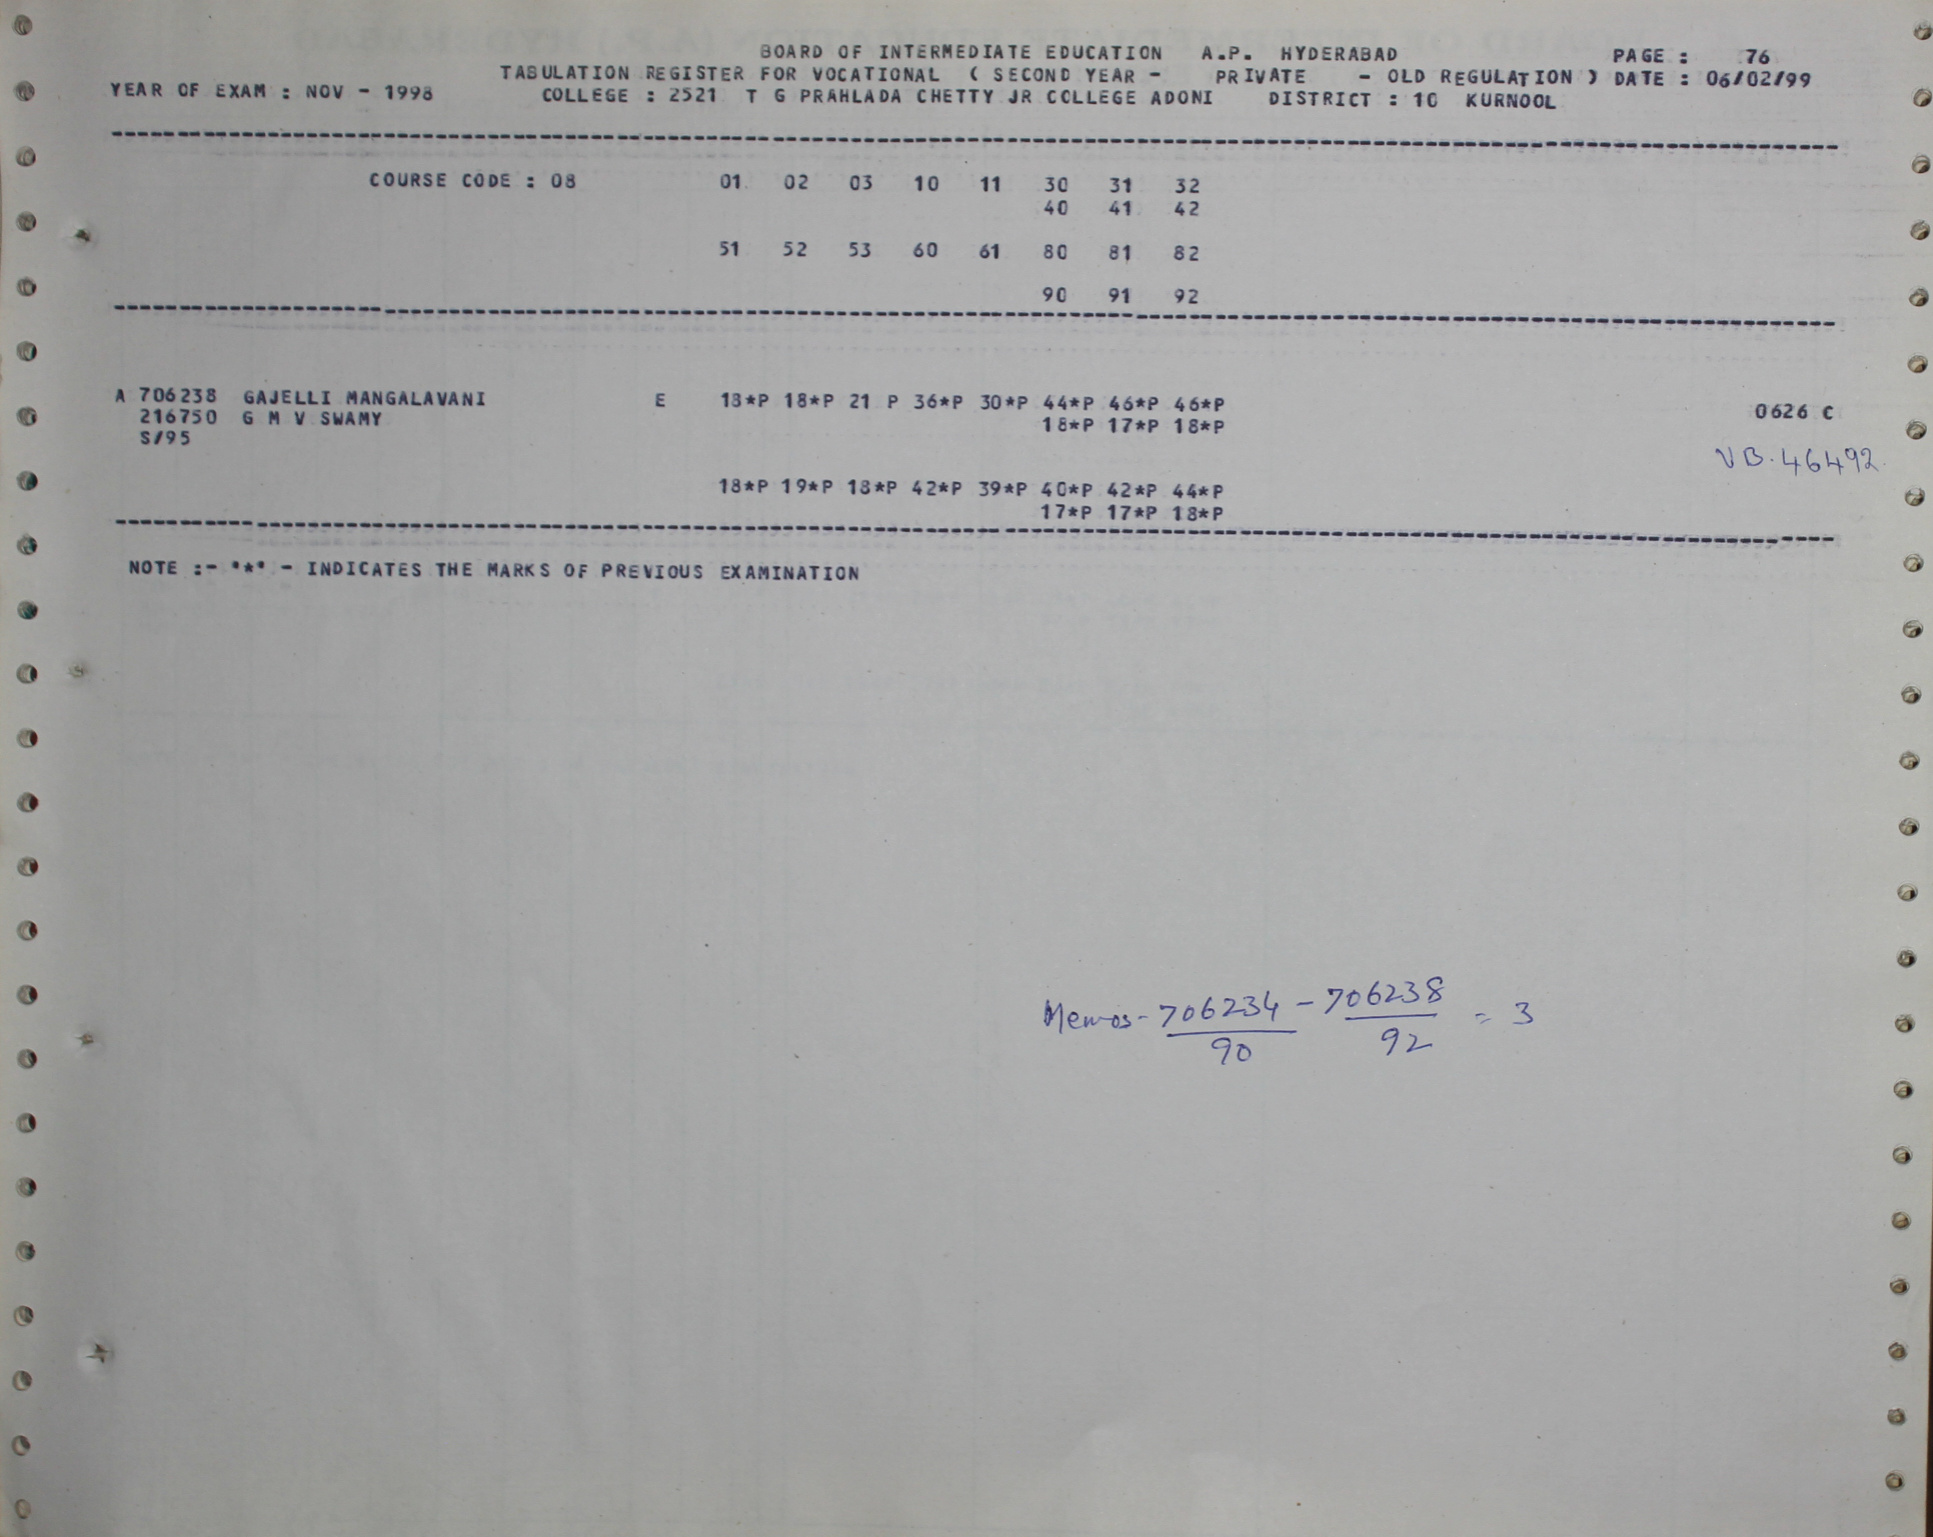 BOARD OF INTERMEDIATE EDUCATION A.P. HYDERABAD PAGE : 76
TABULATION REGISTER FOR VOCATIONAL ( SECOND YEAR - PRIVATE - OLD REGULATION ) DATE : 06/02/99
YEAR OF EXAM : NOV - 1998 COLLEGE : 2521 T G PRAHLADA CHETTY JR COLLEGE ADONI DISTRICT : 10 KURNOOL
COURSE CODE : 08 01 02 03 10 11 30 31 32
40 41 42
51 52 53 60 61 80 81 82
90 91 92
A 706238 GAJELLI MANGALAVANI E 18*P 18*P 21 P 36*P 30*P 44*P 46*P 46*P 0626 C
216750 G M V SWAMY 18*P 17*P 18*P
S/95
VB.46492
18*P 19*P 18*P 42*P 39*P 40*P 42*P 44*P
17*P 17*P 18*P
NOTE :- "*" - INDICATES THE MARKS OF PREVIOUS EXAMINATION
Memos - 706234 - 706238 = 3
90 92